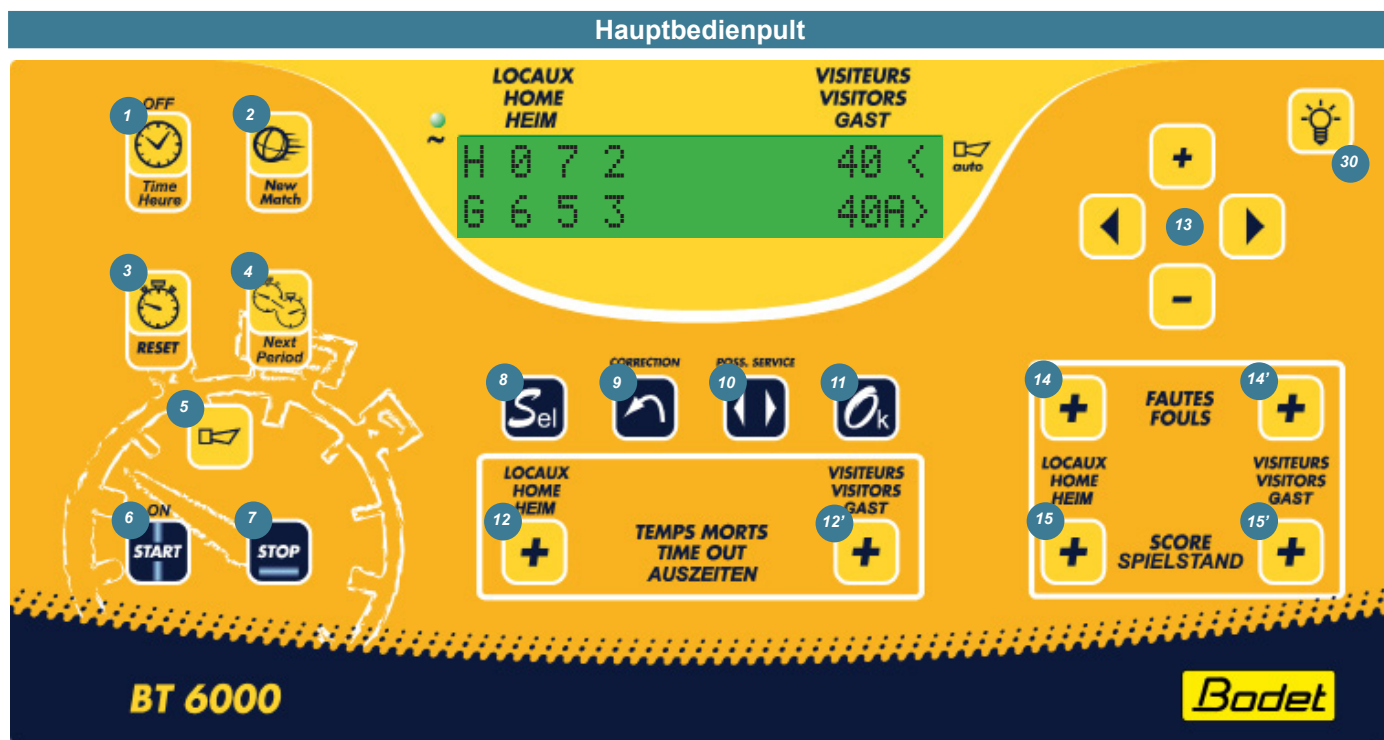 Hauptbedienpult
LOCAUX
HOME
HEIM
VISITEURS
VISITORS
GAST
OFF
1
Time
Heure
2
New
Match
~
H 0 7 2 40 <
G 6 5 3 40A>
auto
30
+
13
-
3
RESET
4
Next
Period
5
ON
6
START
7
STOP
CORRECTION
POSS. SERVICE
8
Sel
9
10
11
Ok
LOCAUX
HOME
HEIM
12
+
TEMPS MORTS
TIME OUT
AUSZEITEN
VISITEURS
VISITORS
GAST
12'
+
14
+
FAUTES
FOULS
14'
+
LOCAUX
HOME
HEIM
VISITEURS
VISITORS
GAST
15
+
SCORE
SPIELSTAND
15'
+
BT 6000
Bodet